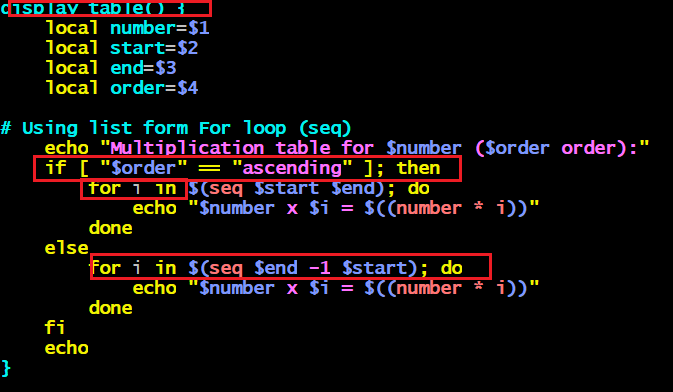 display_table() {
    local number=$1
    local start=$2
    local end=$3
    local order=$4
# Using list form For loop (seq)
    echo "Multiplication table for $number ($order order):"
    if [ "$order" == "ascending" ]; then
        for i in $(seq $start $end); do
            echo "$number x $i = $((number * i))"
        done
    else
        for i in $(seq $end -1 $start); do
            echo "$number x $i = $((number * i))"
        done
    fi
    echo
}